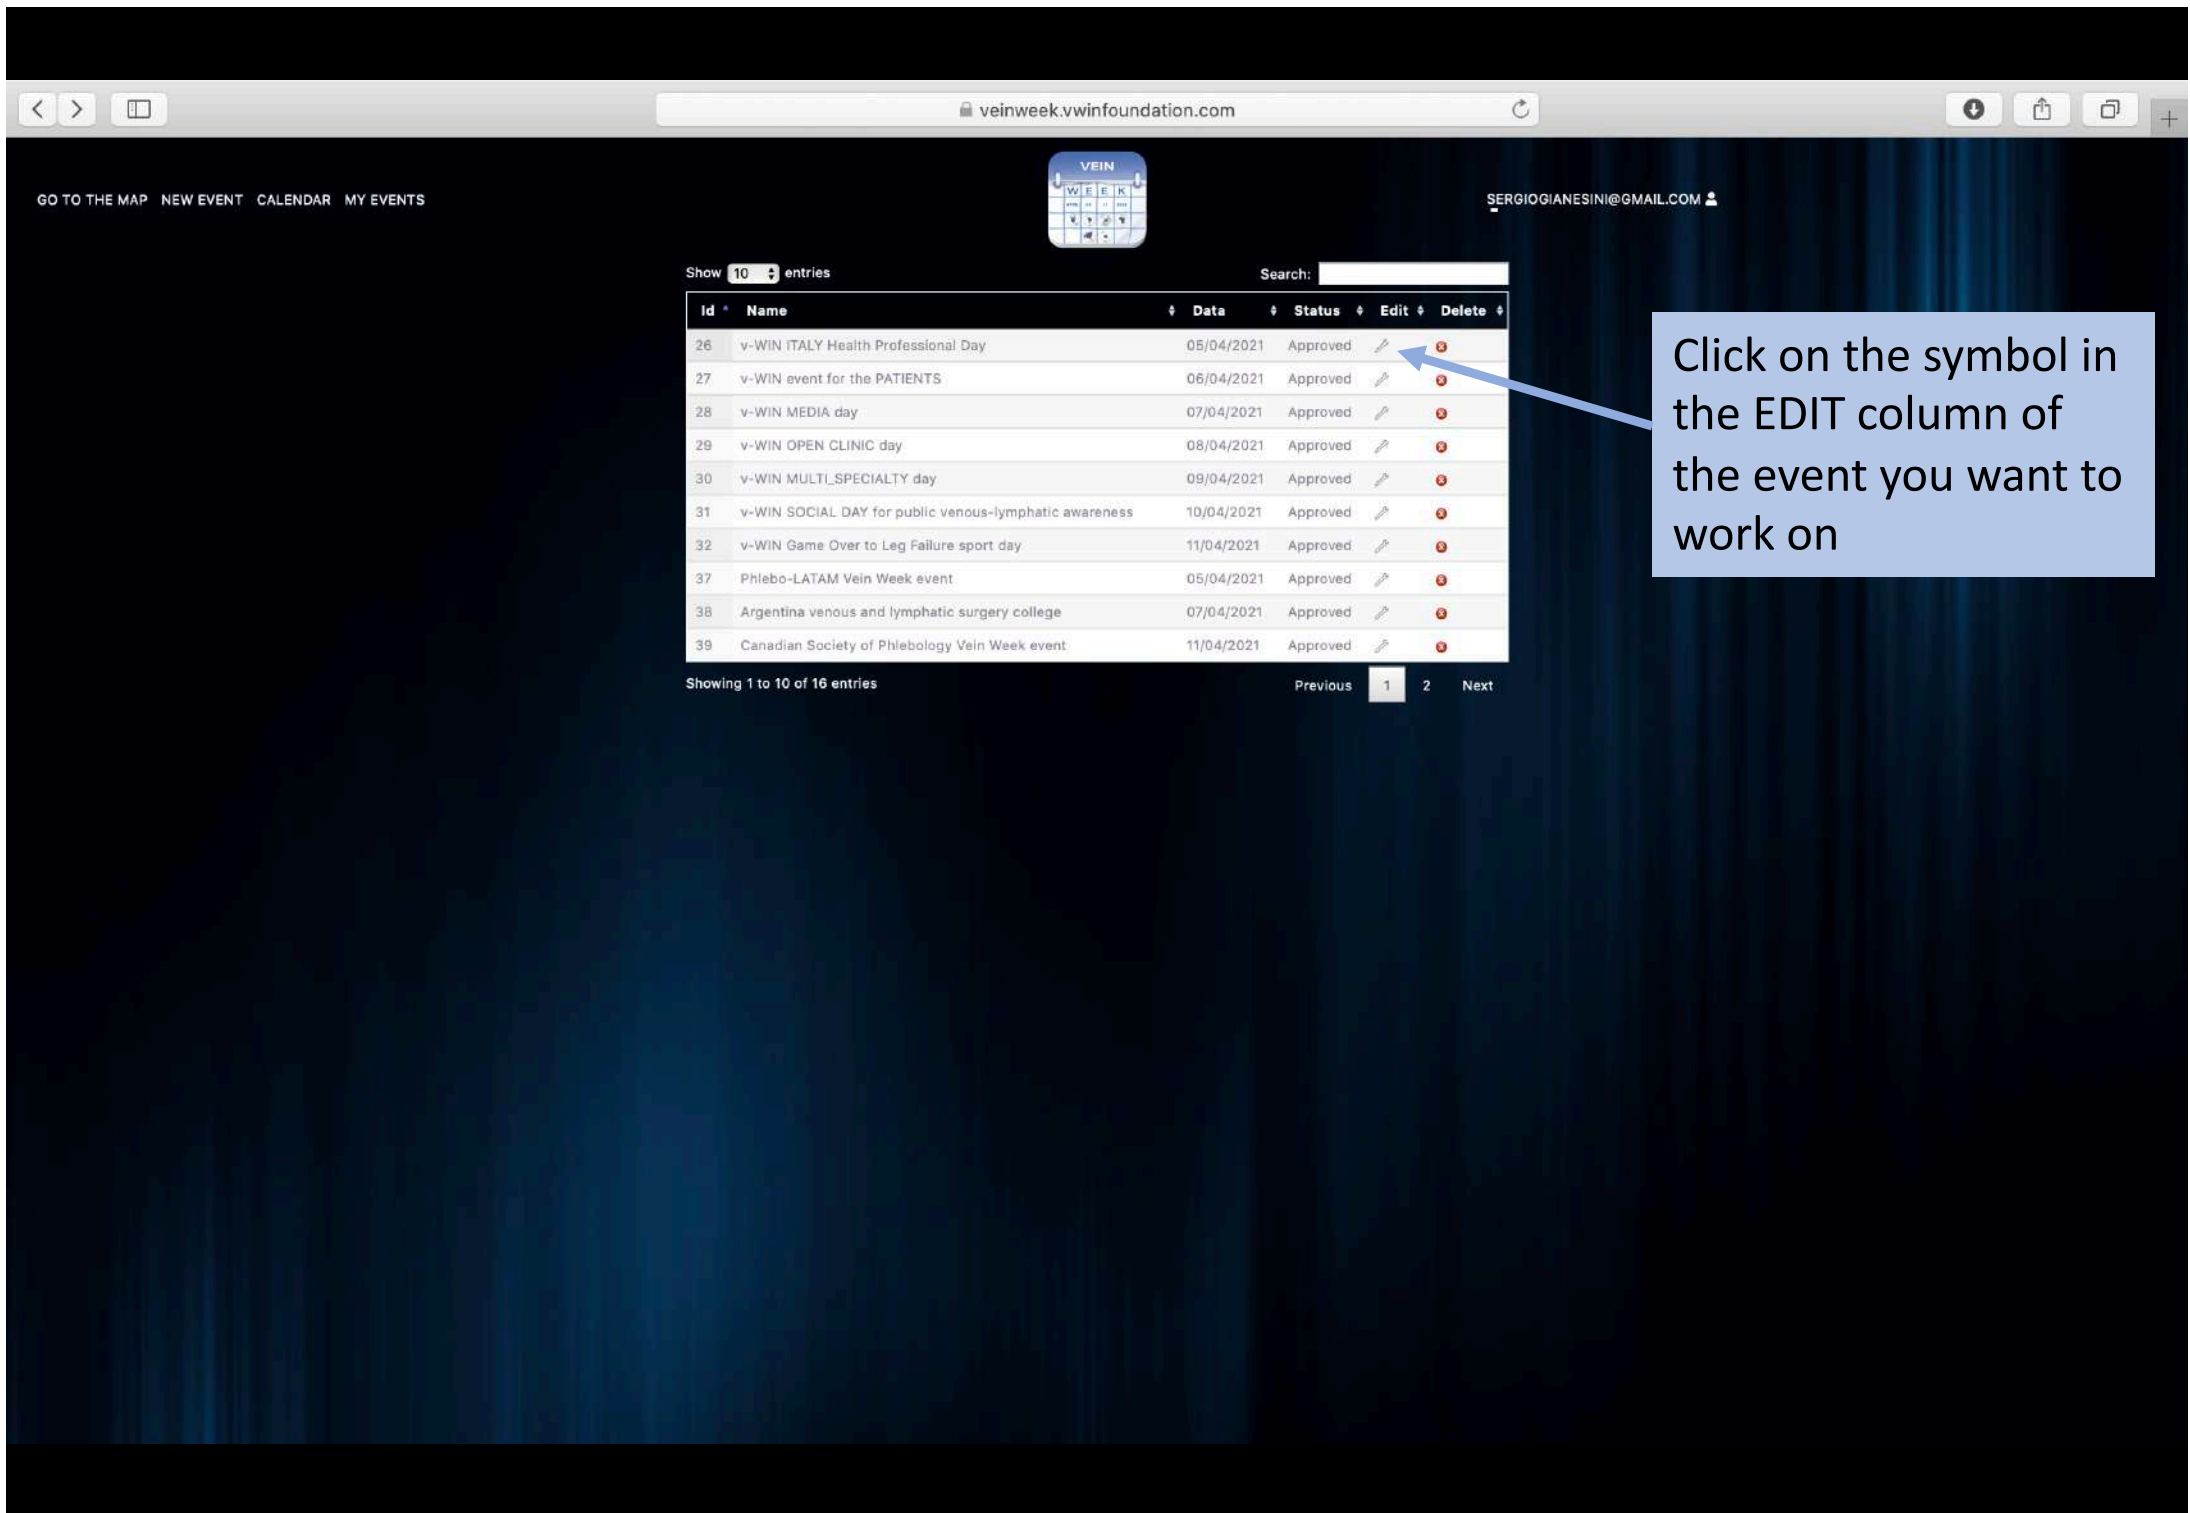 veinweek.vwinfoundation.com
GO TO THE MAP NEW EVENT CALENDAR MY EVENTS
VEIN
W E E K
SERGIOGIANESINI@GMAIL.COM
Show 10 entries Search:
Id Name Data Status Edit Delete
26 v-WIN ITALY Health Professional Day 05/04/2021 Approved
27 v-WIN event for the PATIENTS 06/04/2021 Approved
28 v-WIN MEDIA day 07/04/2021 Approved
29 v-WIN OPEN CLINIC day 08/04/2021 Approved
30 v-WIN MULTI_SPECIALTY day 09/04/2021 Approved
31 v-WIN SOCIAL DAY for public venous-lymphatic awareness 10/04/2021 Approved
32 v-WIN Game Over to Leg Failure sport day 11/04/2021 Approved
37 Phlebo-LATAM Vein Week event 05/04/2021 Approved
38 Argentina venous and lymphatic surgery college 07/04/2021 Approved
39 Canadian Society of Phlebology Vein Week event 11/04/2021 Approved
Showing 1 to 10 of 16 entries Previous 1 2 Next
Click on the symbol in
the EDIT column of
the event you want to
work on